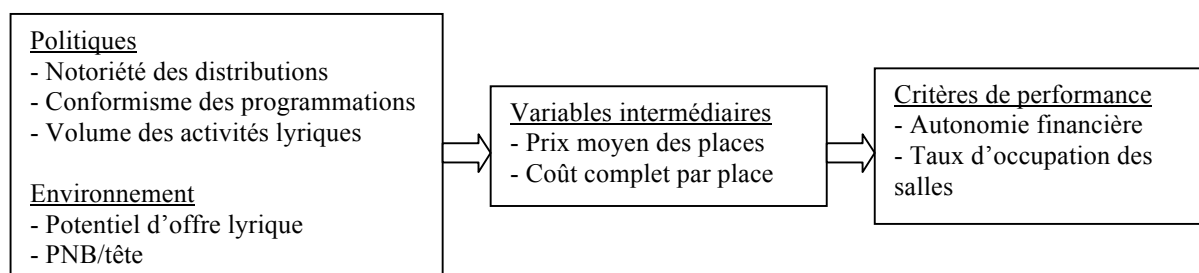 Politiques
- Notoriété des distributions
- Conformisme des programmations
- Volume des activités lyriques
Environnement
- Potentiel d'offre lyrique
- PNB/tête
Variables intermédiaires
- Prix moyen des places
- Coût complet par place
Critères de performance
- Autonomie financière
- Taux d'occupation des
salles